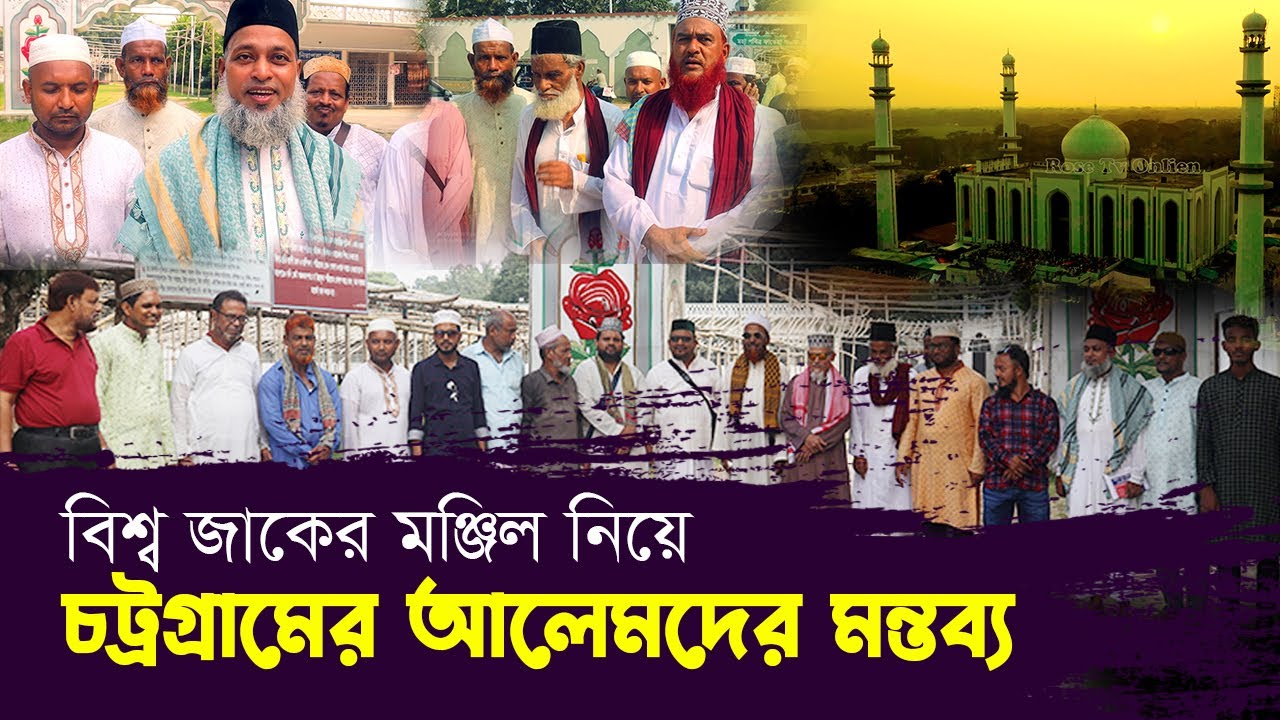 Rose Tv Onlien
বিশ্ব জাকের মঞ্জিল নিয়ে
চট্রগ্রামের আলেমদের মন্তব্য